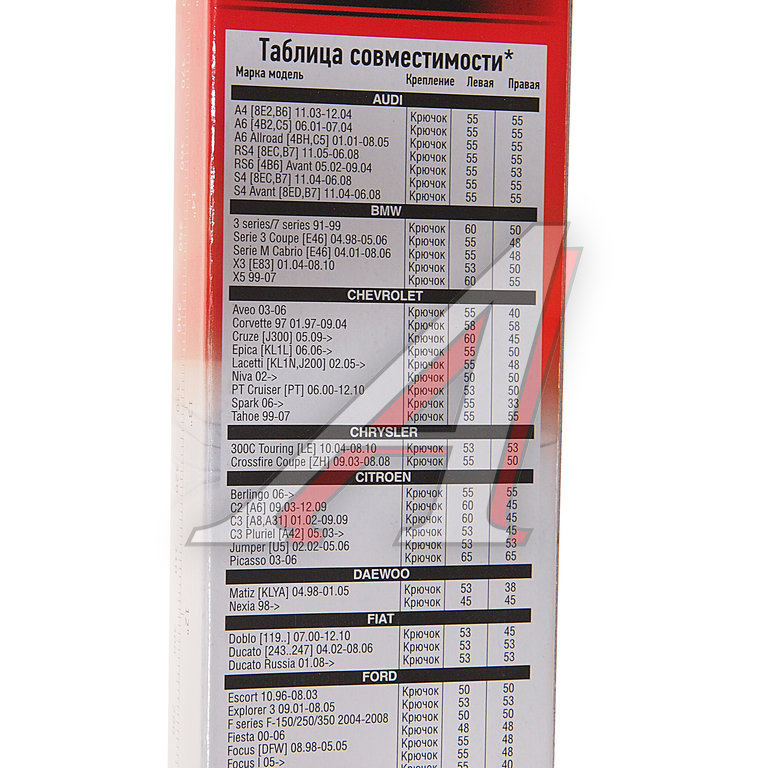 Таблица совместимости*
Марка модель Крепление Левая Правая
AUDI
A4 [8E2,B6] 11.03-12.04 Крючок 55 55
A6 [4B2,C5] 06.01-07.04 Крючок 55 55
A6 Allroad [4BH,C5] 01.01-08.05 Крючок 55 55
RS4 [8EC,B7] 11.05-06.08 Крючок 55 55
RS6 [4B6] Avant 05.02-09.04 Крючок 55 53
S4 [8EC,B7] 11.04-06.08 Крючок 55 55
S4 Avant [8ED,B7] 11.04-06.08 Крючок 55 55
BMW
3 series/7 series 91-99 Крючок 60 50
Serie 3 Coupe [E46] 04.98-05.06 Крючок 55 48
Serie M Cabrio [E46] 04.01-08.06 Крючок 55 48
X3 [E83] 01.04-08.10 Крючок 53 50
X5 99-07 Крючок 60 55
CHEVROLET
Aveo 03-06 Крючок 55 40
Corvette 97 01.97-09.04 Крючок 58 58
Cruze [J300] 05.09-> Крючок 60 45
Epica [KL1L] 06.06-> Крючок 55 50
Lacetti [KL1N,J200] 02.05-> Крючок 55 48
Niva 02-> Крючок 50 50
PT Cruiser [PT] 06.00-12.10 Крючок 53 50
Spark 06-> Крючок 55 33
Tahoe 99-07 Крючок 55 55
CHRYSLER
300C Touring [LE] 10.04-08.10 Крючок 53 53
Crossfire Coupe [ZH] 09.03-08.08 Крючок 55 50
CITROEN
Berlingo 06-> Крючок 55 55
C2 [A6] 09.03-12.09 Крючок 60 45
C3 [A8,A31] 01.02-09.09 Крючок 60 45
C3 Pluriel [A42] 05.03-> Крючок 53 45
Jumper [U5] 02.02-05.06 Крючок 53 53
Picasso 03-06 Крючок 65 65
DAEWOO
Matiz [KLYA] 04.98-01.05 Крючок 53 38
Nexia 98-> Крючок 45 45
FIAT
Doblo [119..] 07.00-12.10 Крючок 53 45
Ducato [243..247] 04.02-08.06 Крючок 53 53
Ducato Russia 01.08-> Крючок 53 53
FORD
Escort 10.96-08.03 Крючок 50 50
Explorer 3 09.01-08.05 Крючок 53 53
F series F-150/250/350 2004-2008 Крючок 50 50
Fiesta 00-06 Крючок 48 48
Focus [DFW] 08.98-05.05 Крючок 55 48
Focus I 05-> Крючок 55 40